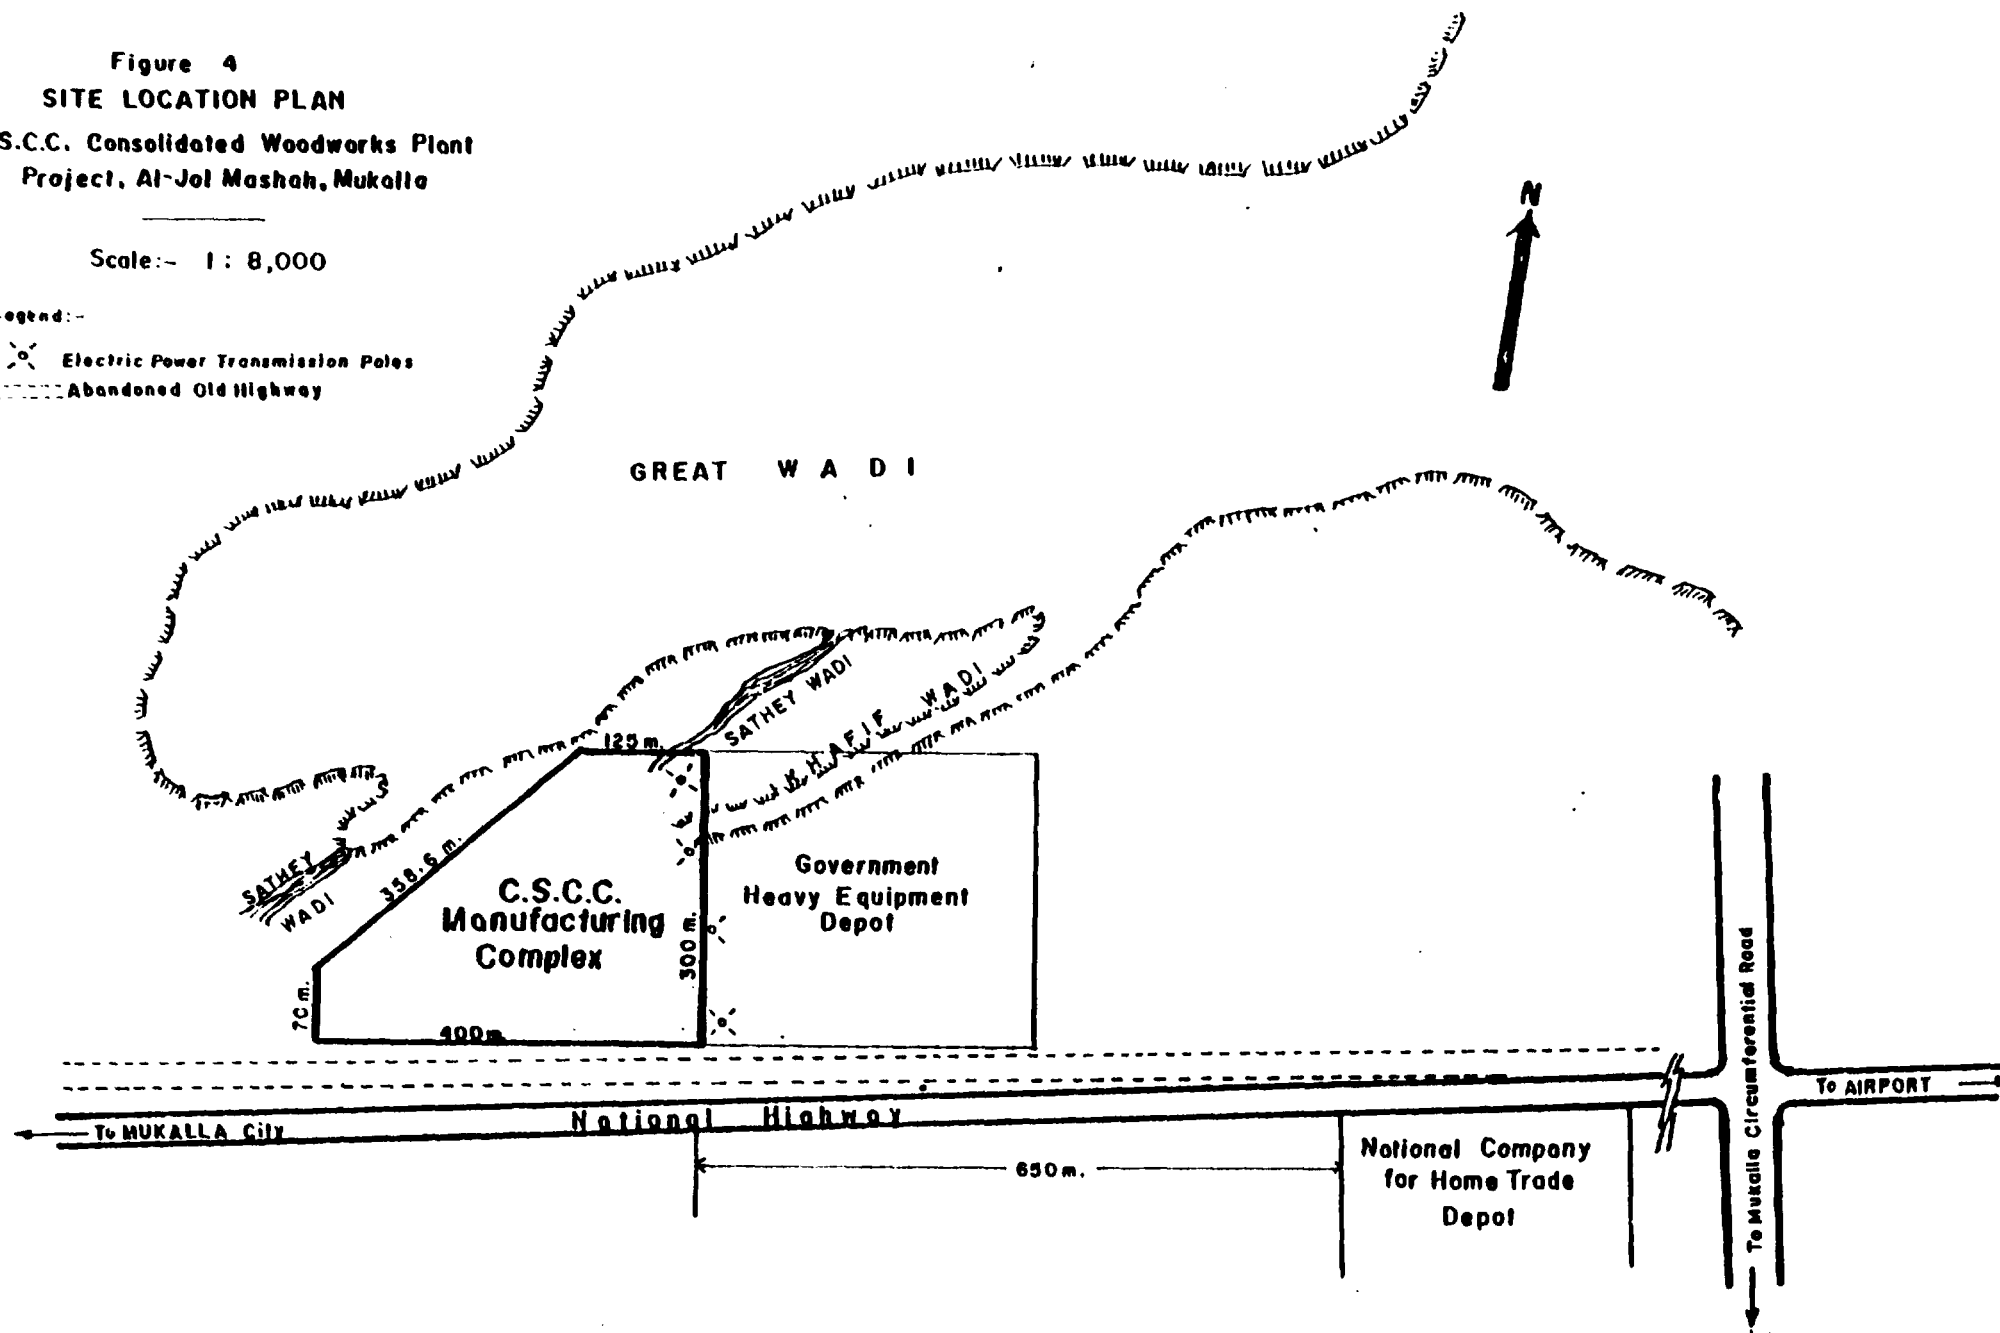 Figure 4
SITE LOCATION PLAN
S.C.C. Consolidated Woodworks Plant
Project, Al-Jol Mashah, Mukalla
Scale:- 1 : 8,000
egend:-
Electric Power Transmission Poles
Abandoned Old Highway
N
GREAT WADI
SATHEY WADI
KHAFIF WADI
125 m.
SATHEY
WADI
358.6 m.
C.S.C.C.
Manufacturing
Complex
300 m.
70 m.
400 m.
Government
Heavy Equipment
Depot
To Mukalla Circumferential Road
To AIRPORT
National Highway
To MUKALLA City
650 m.
National Company
for Home Trade
Depot